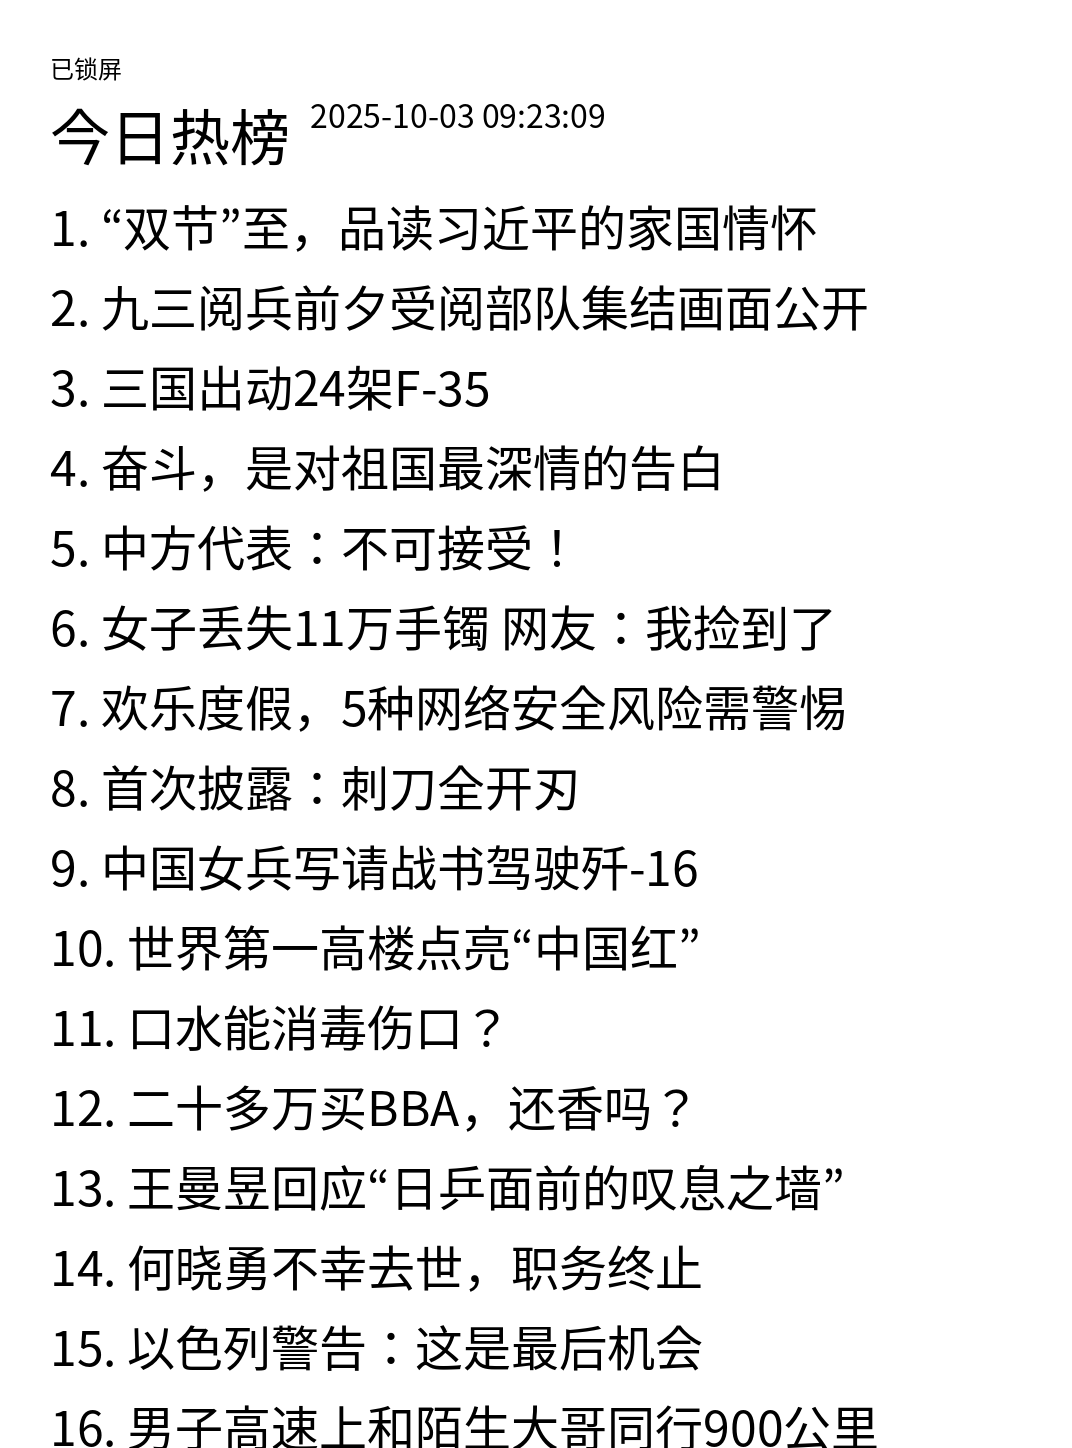 已锁屏
今日热榜 2025-10-03 09:23:09
1. “双节”至，品读习近平的家国情怀
2. 九三阅兵前夕受阅部队集结画面公开
3. 三国出动24架F-35
4. 奋斗，是对祖国最深情的告白
5. 中方代表：不可接受！
6. 女子丢失11万手镯 网友：我捡到了
7. 欢乐度假，5种网络安全风险需警惕
8. 首次披露：刺刀全开刃
9. 中国女兵写请战书驾驶歼-16
10. 世界第一高楼点亮“中国红”
11. 口水能消毒伤口？
12. 二十多万买BBA，还香吗？
13. 王曼昱回应“日乒面前的叹息之墙”
14. 何晓勇不幸去世，职务终止
15. 以色列警告：这是最后机会
16. 男子高速上和陌生大哥同行900公里